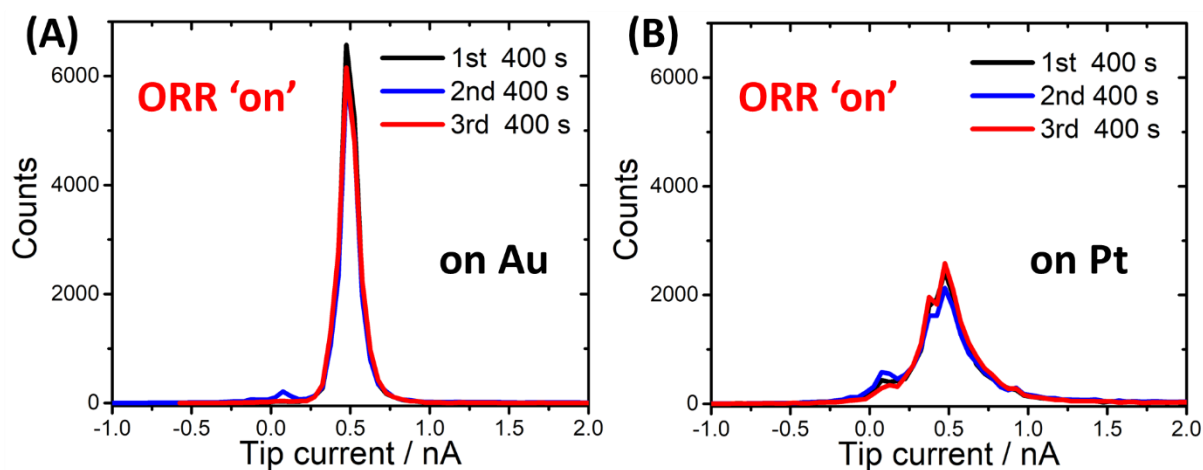 (A)
ORR 'on'
1st 400 s
2nd 400 s
3rd 400 s
on Au
Counts
6000
4000
2000
0
-1.0 -0.5 0.0 0.5 1.0 1.5 2.0
Tip current / nA
(B)
ORR 'on'
1st 400 s
2nd 400 s
3rd 400 s
on Pt
Counts
6000
4000
2000
0
-1.0 -0.5 0.0 0.5 1.0 1.5 2.0
Tip current / nA